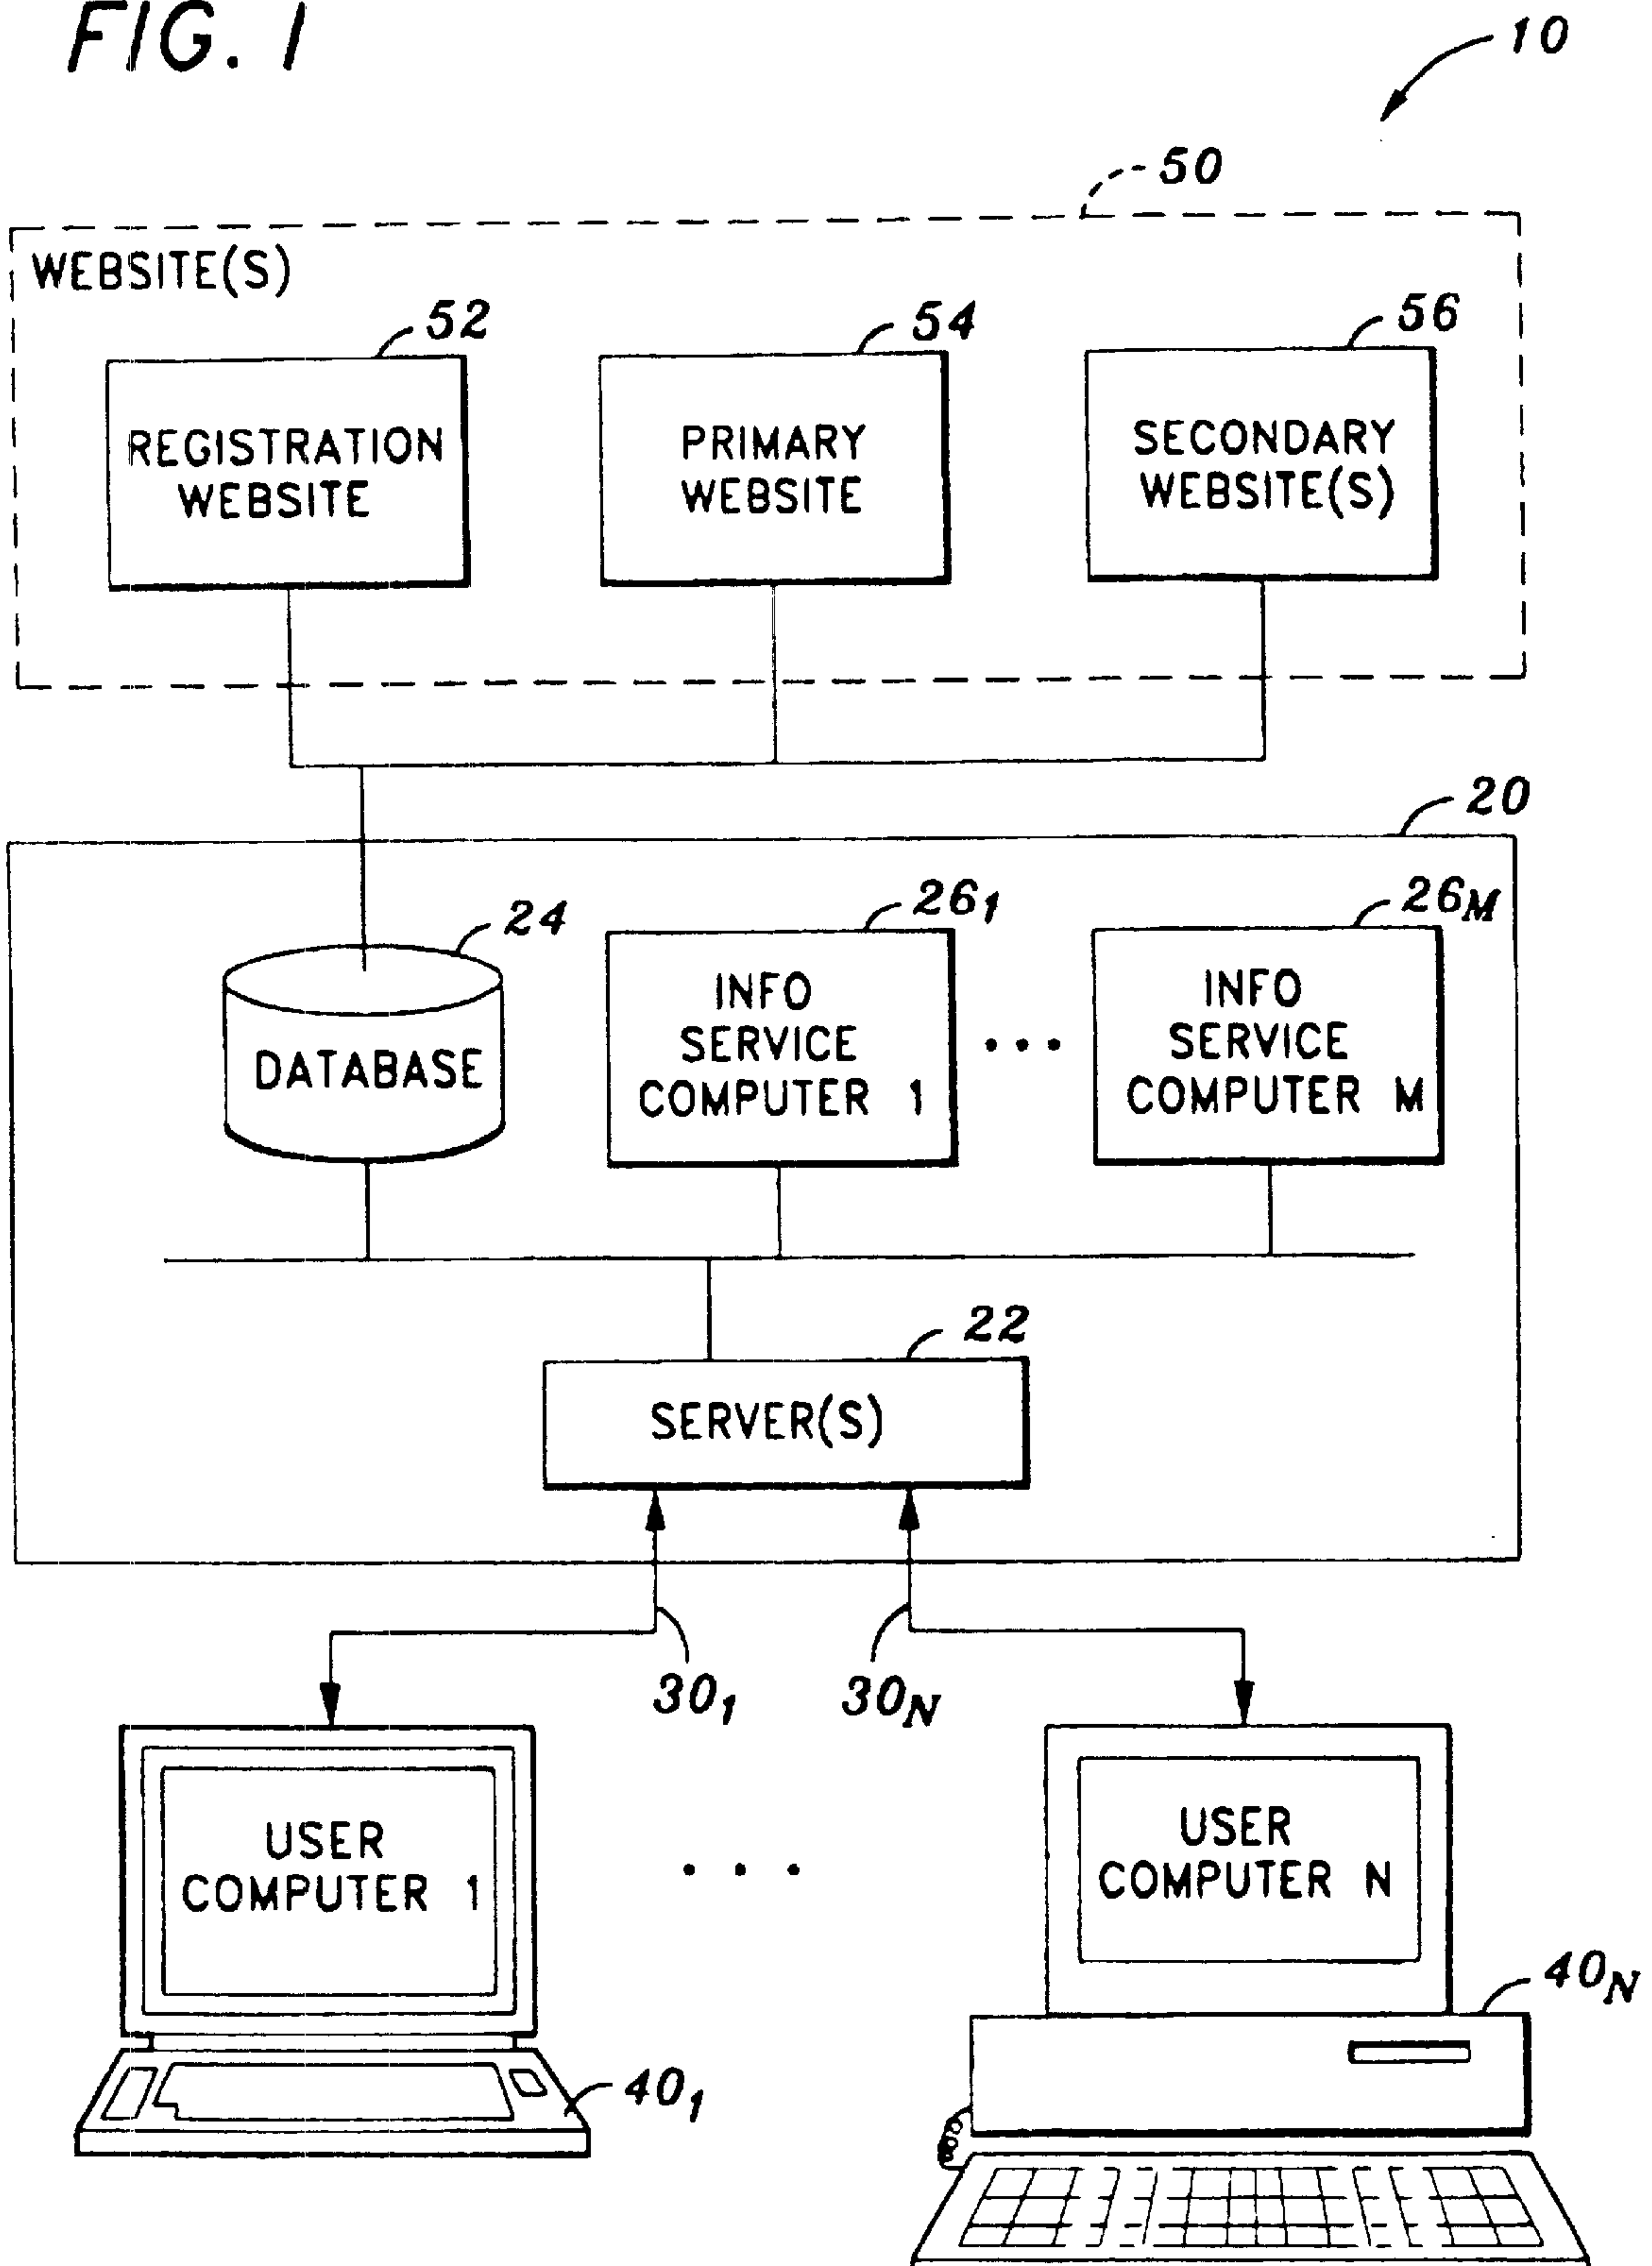 FIG. 1
10
50
WEBSITE(S)
52
54
56
REGISTRATION
WEBSITE
PRIMARY
WEBSITE
SECONDARY
WEBSITE(S)
20
24
26₁
26M
DATABASE
INFO
SERVICE
COMPUTER 1
INFO
SERVICE
COMPUTER M
22
SERVER(S)
30₁
30N
USER
COMPUTER 1
USER
COMPUTER N
40N
40₁